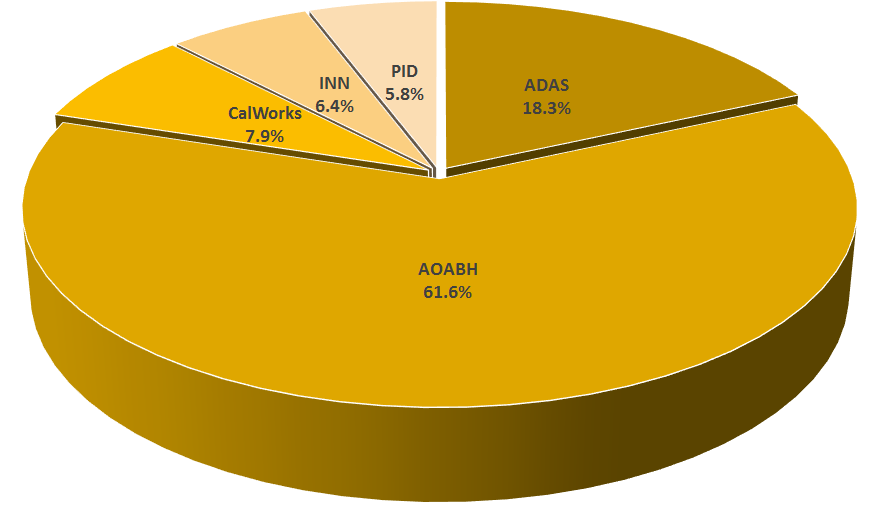 PID
5.8%
INN
6.4%
ADAS
18.3%
CalWorks
7.9%
AOABH
61.6%